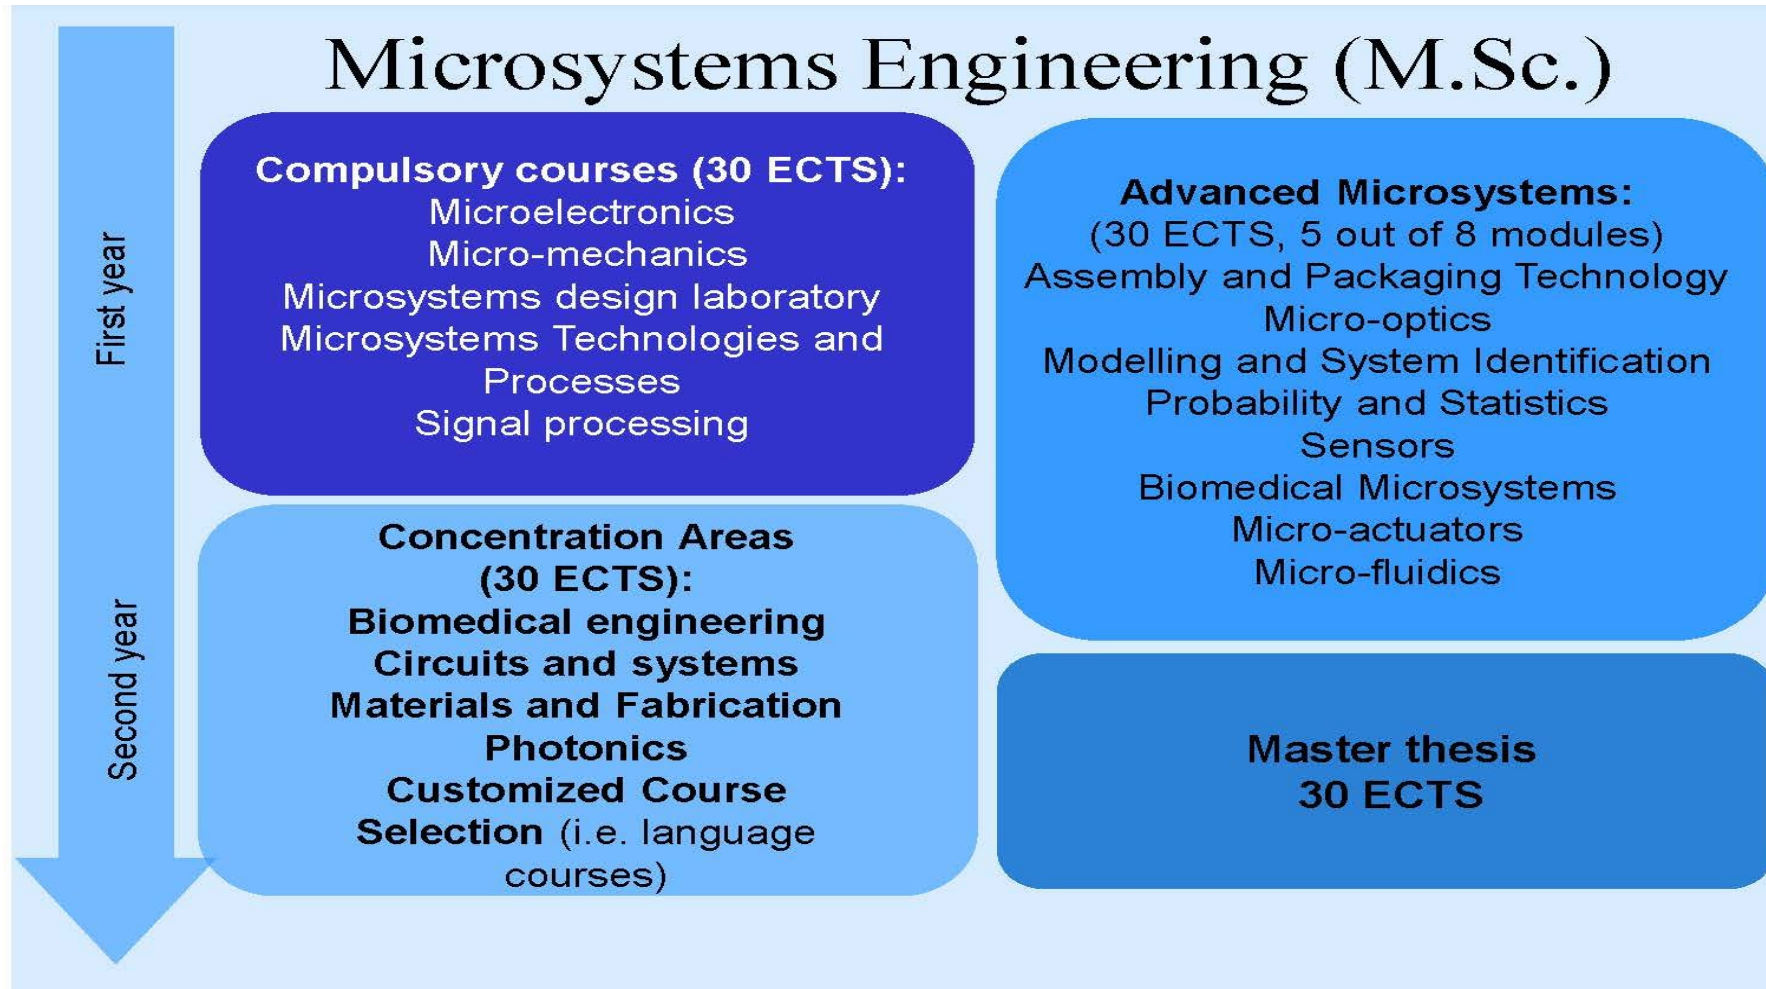 Microsystems Engineering (M.Sc.)
First year
Compulsory courses (30 ECTS):
Microelectronics
Micro-mechanics
Microsystems design laboratory
Microsystems Technologies and
Processes
Signal processing
Advanced Microsystems:
(30 ECTS, 5 out of 8 modules)
Assembly and Packaging Technology
Micro-optics
Modelling and System Identification
Probability and Statistics
Sensors
Biomedical Microsystems
Micro-actuators
Micro-fluidics
Second year
Concentration Areas
(30 ECTS):
Biomedical engineering
Circuits and systems
Materials and Fabrication
Photonics
Customized Course
Selection (i.e. language
courses)
Master thesis
30 ECTS